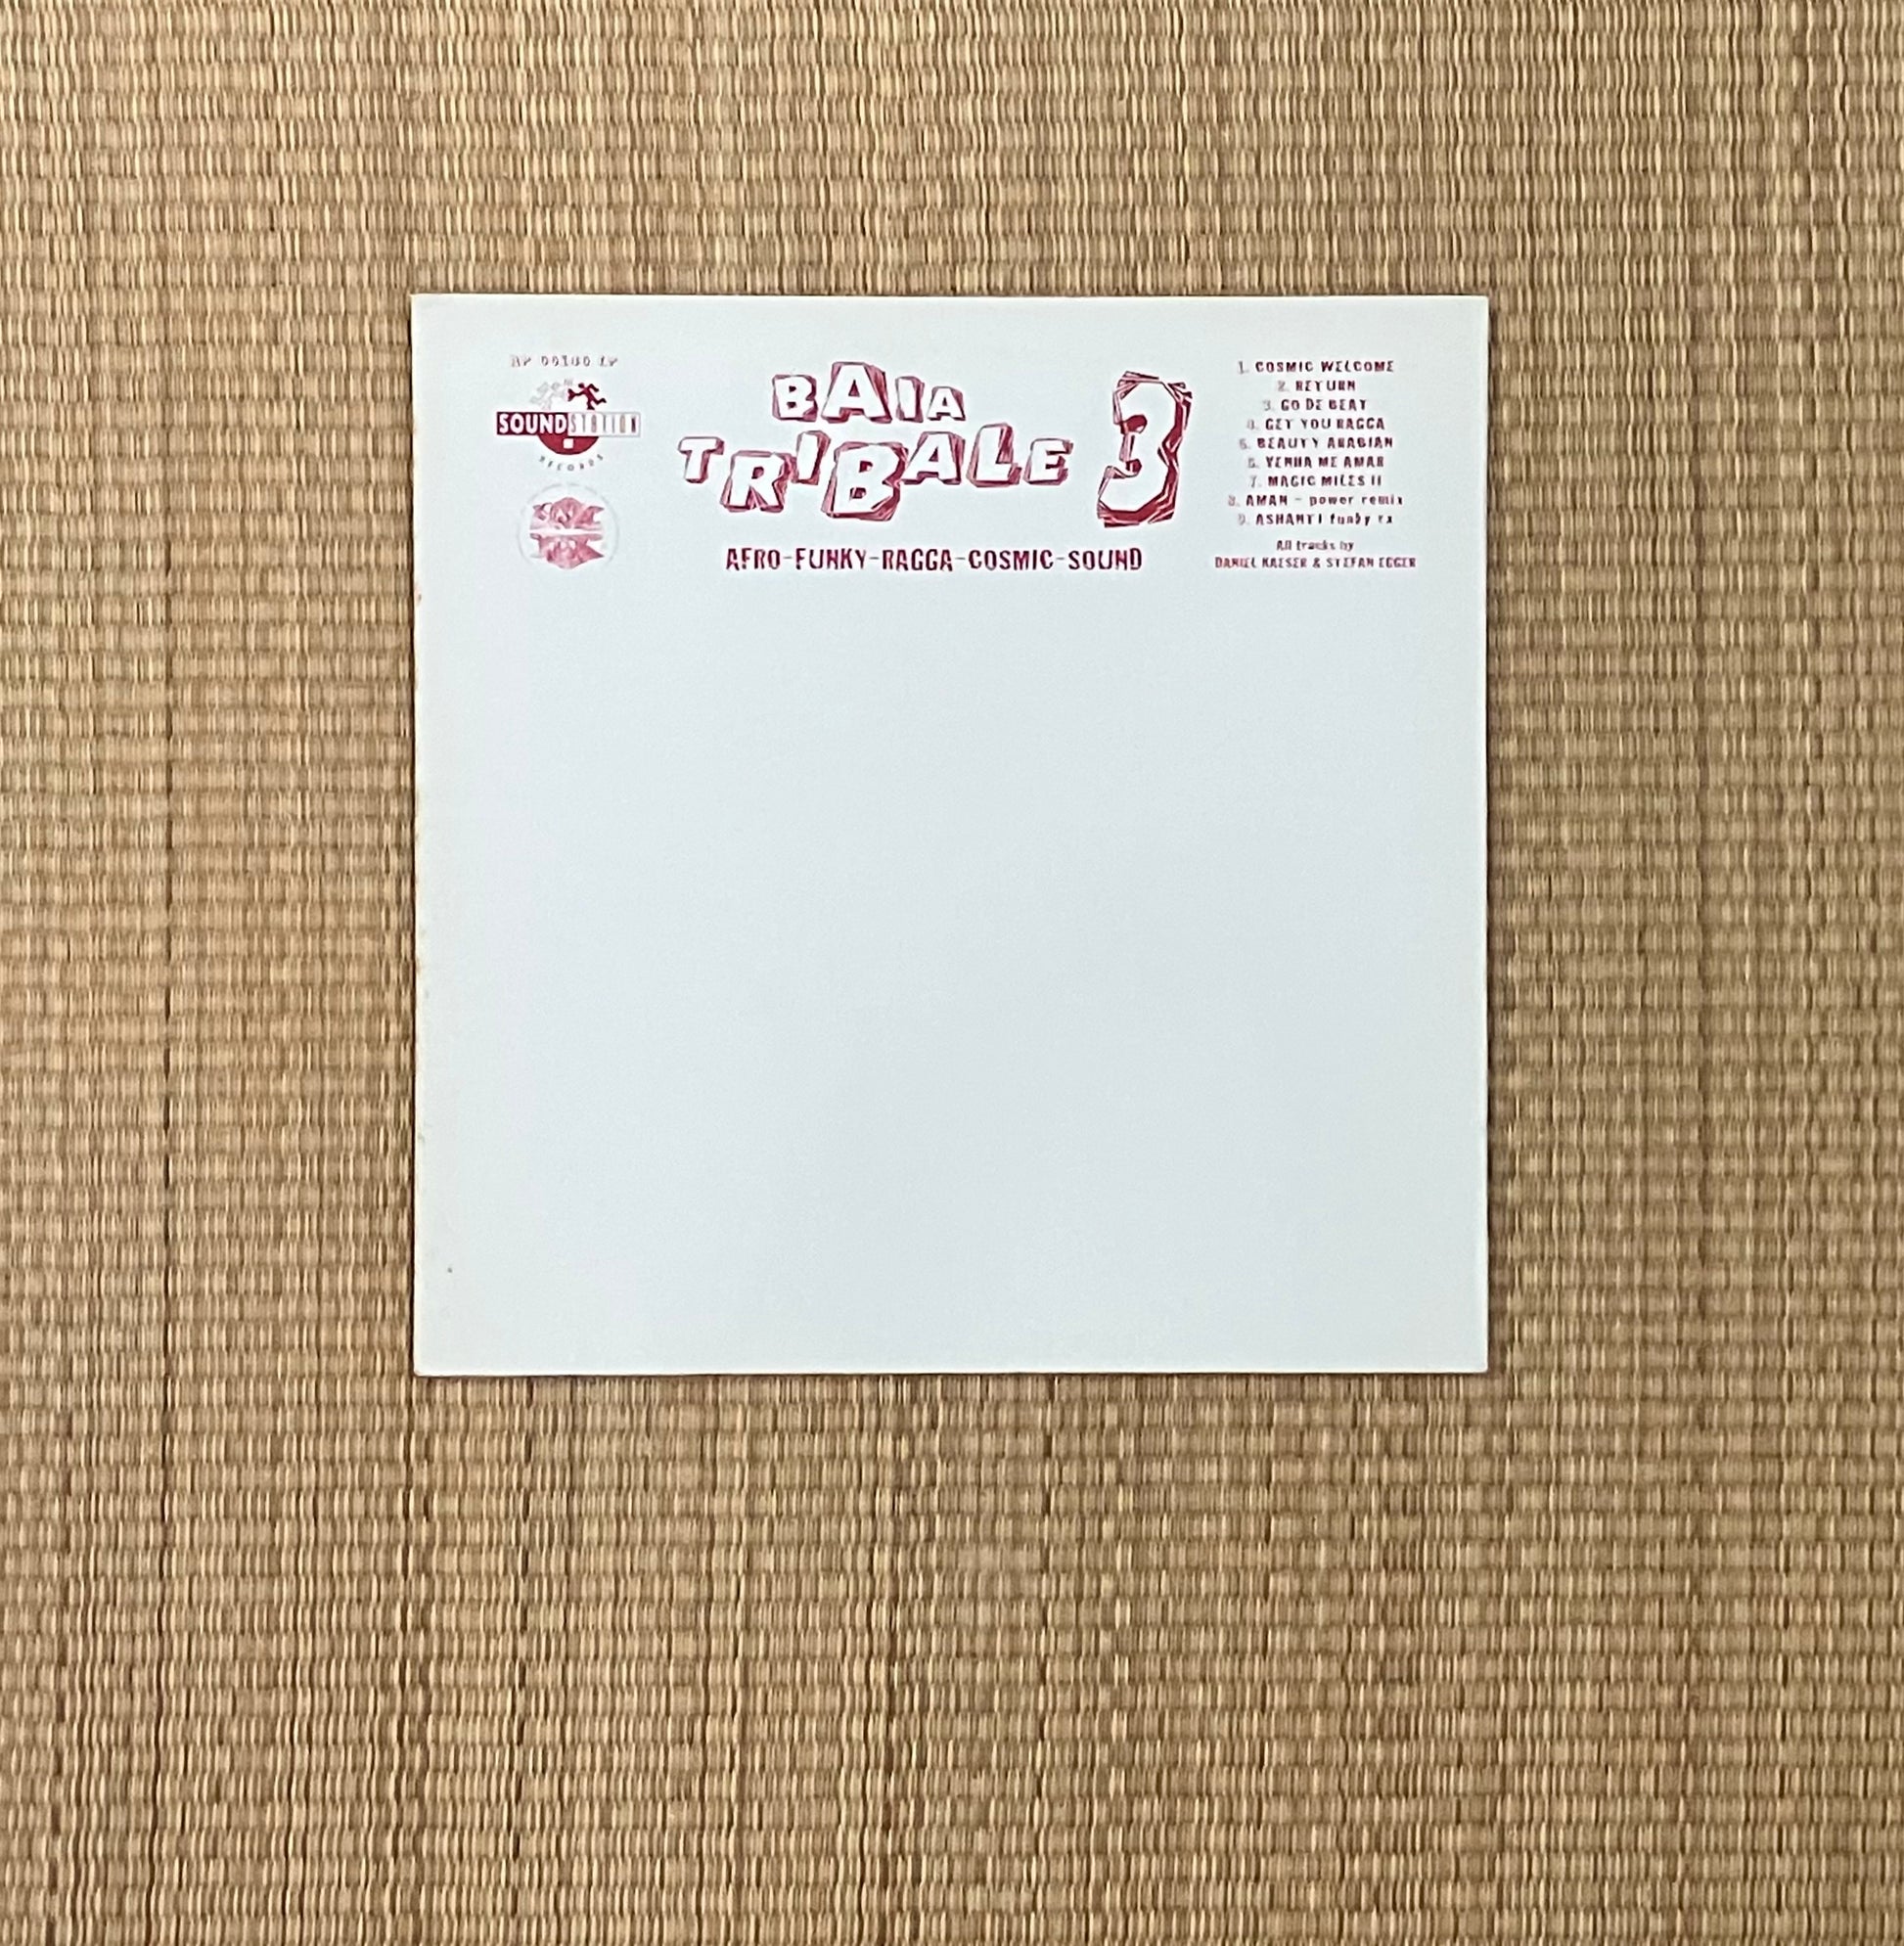 SOUNDSTATION
RECORDS
BAIA
TRIBALE 3
AFRO-FUNKY-RAGGA-COSMIC-SOUND
1. COSMIC WELCOME
2. RETURN
3. GO DE BEAT
4. GET YOU RAGGA
5. BEAUTY ARABIAN
6. VENHA ME AMAR
7. MAGIC MILES II
8. AMAN - power remix
9. ASHANTI funky rx
All tracks by
DANIEL KAESER & STEFAN EGGER